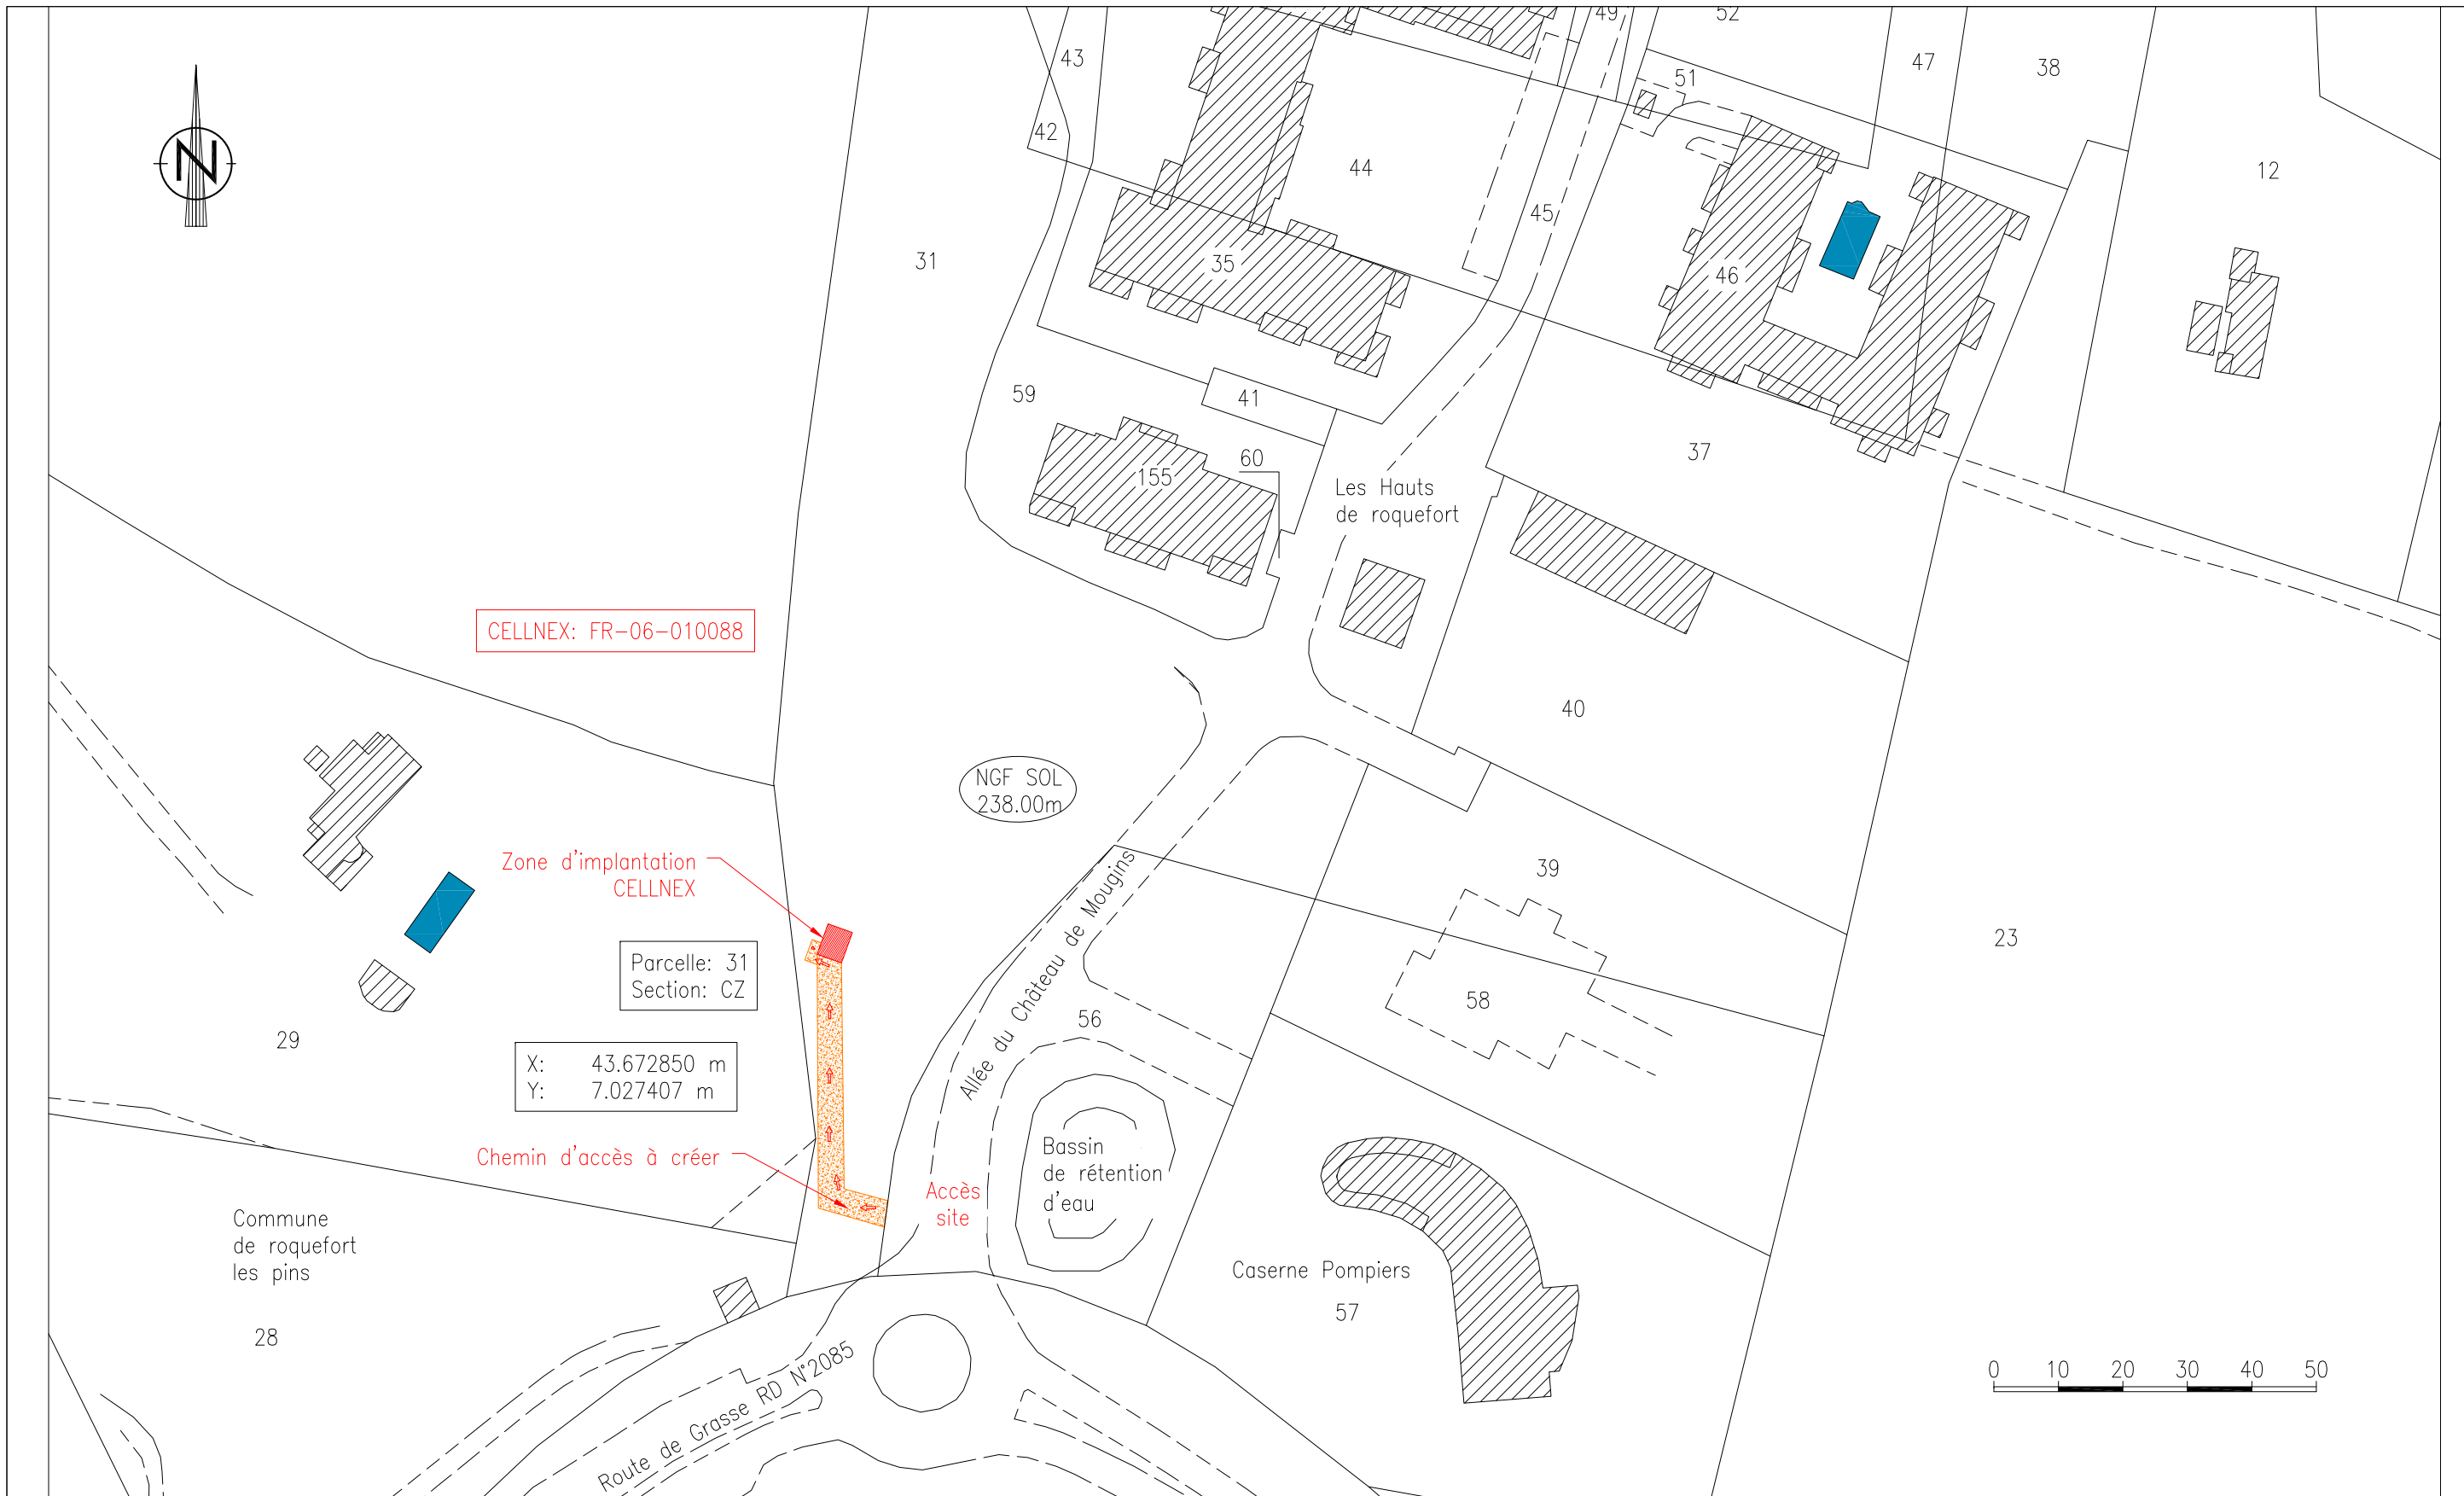 49
52
43
47
38
51
N
42
44
12
45
31
35
46
59
41
37
60
155
Les Hauts
de roquefort
CELLNEX: FR-06-010088
40
NGF SOL
238.00m
Zone d'implantation
CELLNEX
39
Allée du Château de Mougins
23
Parcelle: 31
Section: CZ
58
56
29
X: 43.672850 m
Y: 7.027407 m
Chemin d'accès à créer
Bassin
de rétention
d'eau
Accès
site
Commune
de roquefort
les pins
Caserne Pompiers
57
28
Route de Grasse RD N°2085
0 10 20 30 40 50